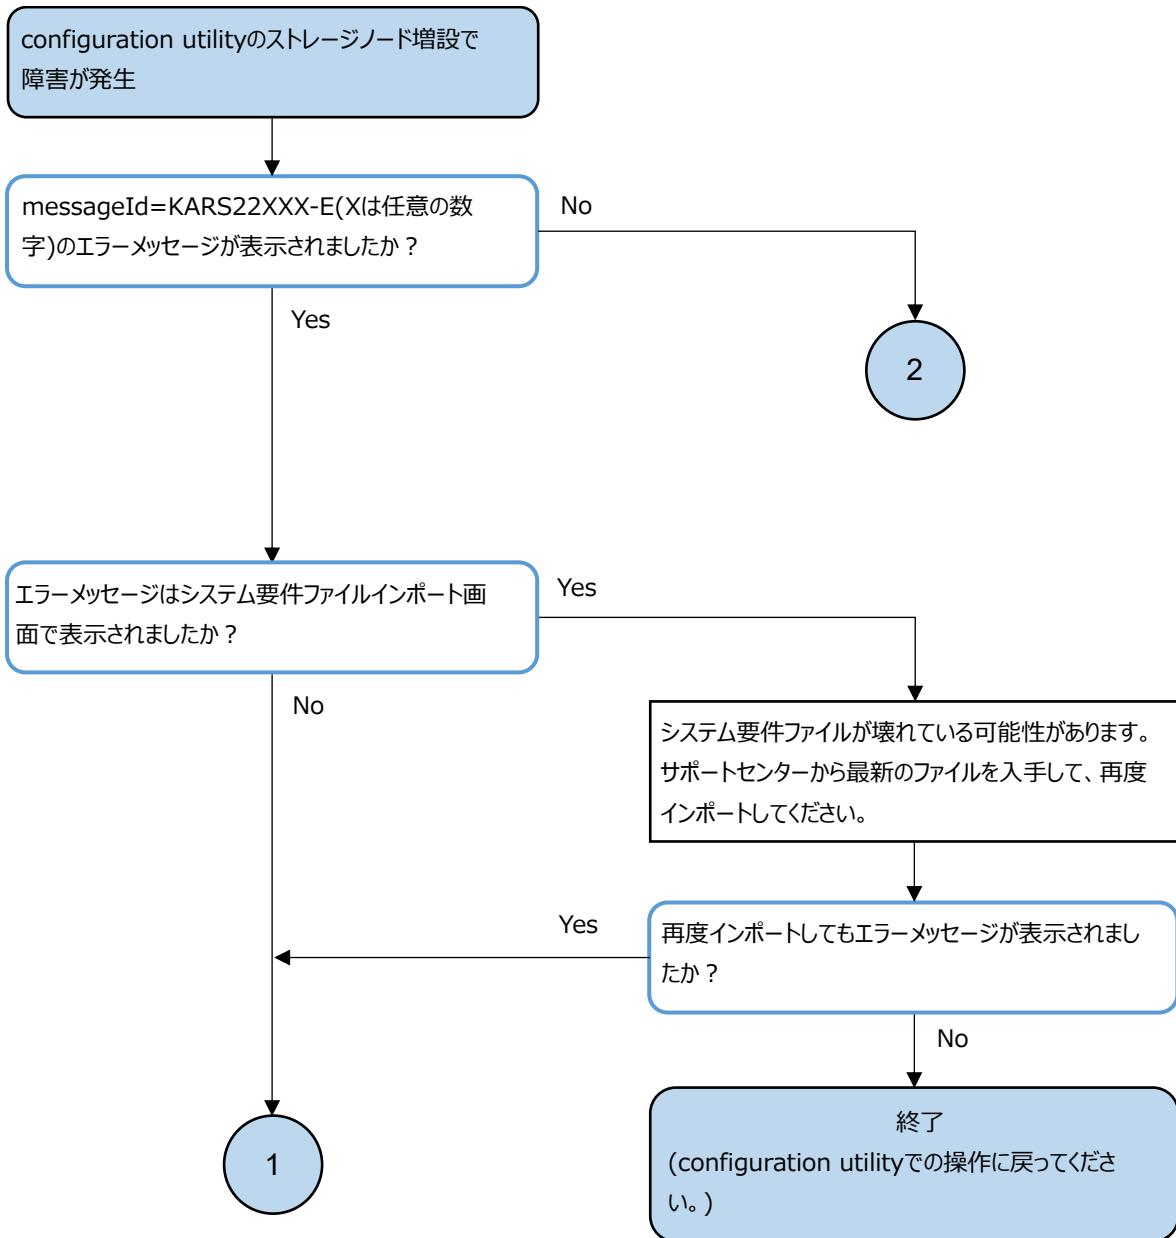 configuration utilityのストレージノード増設で
障害が発生
messageId=KARS22XXX-E(Xは任意の数
字)のエラーメッセージが表示されましたか？
No
Yes
2
エラーメッセージはシステム要件ファイルインポート画
面で表示されましたか？
Yes
No
システム要件ファイルが壊れている可能性があります。
サポートセンターから最新のファイルを入手して、再度
インポートしてください。
Yes
再度インポートしてもエラーメッセージが表示されまし
たか？
No
1
終了
(configuration utilityでの操作に戻ってくださ
い。)